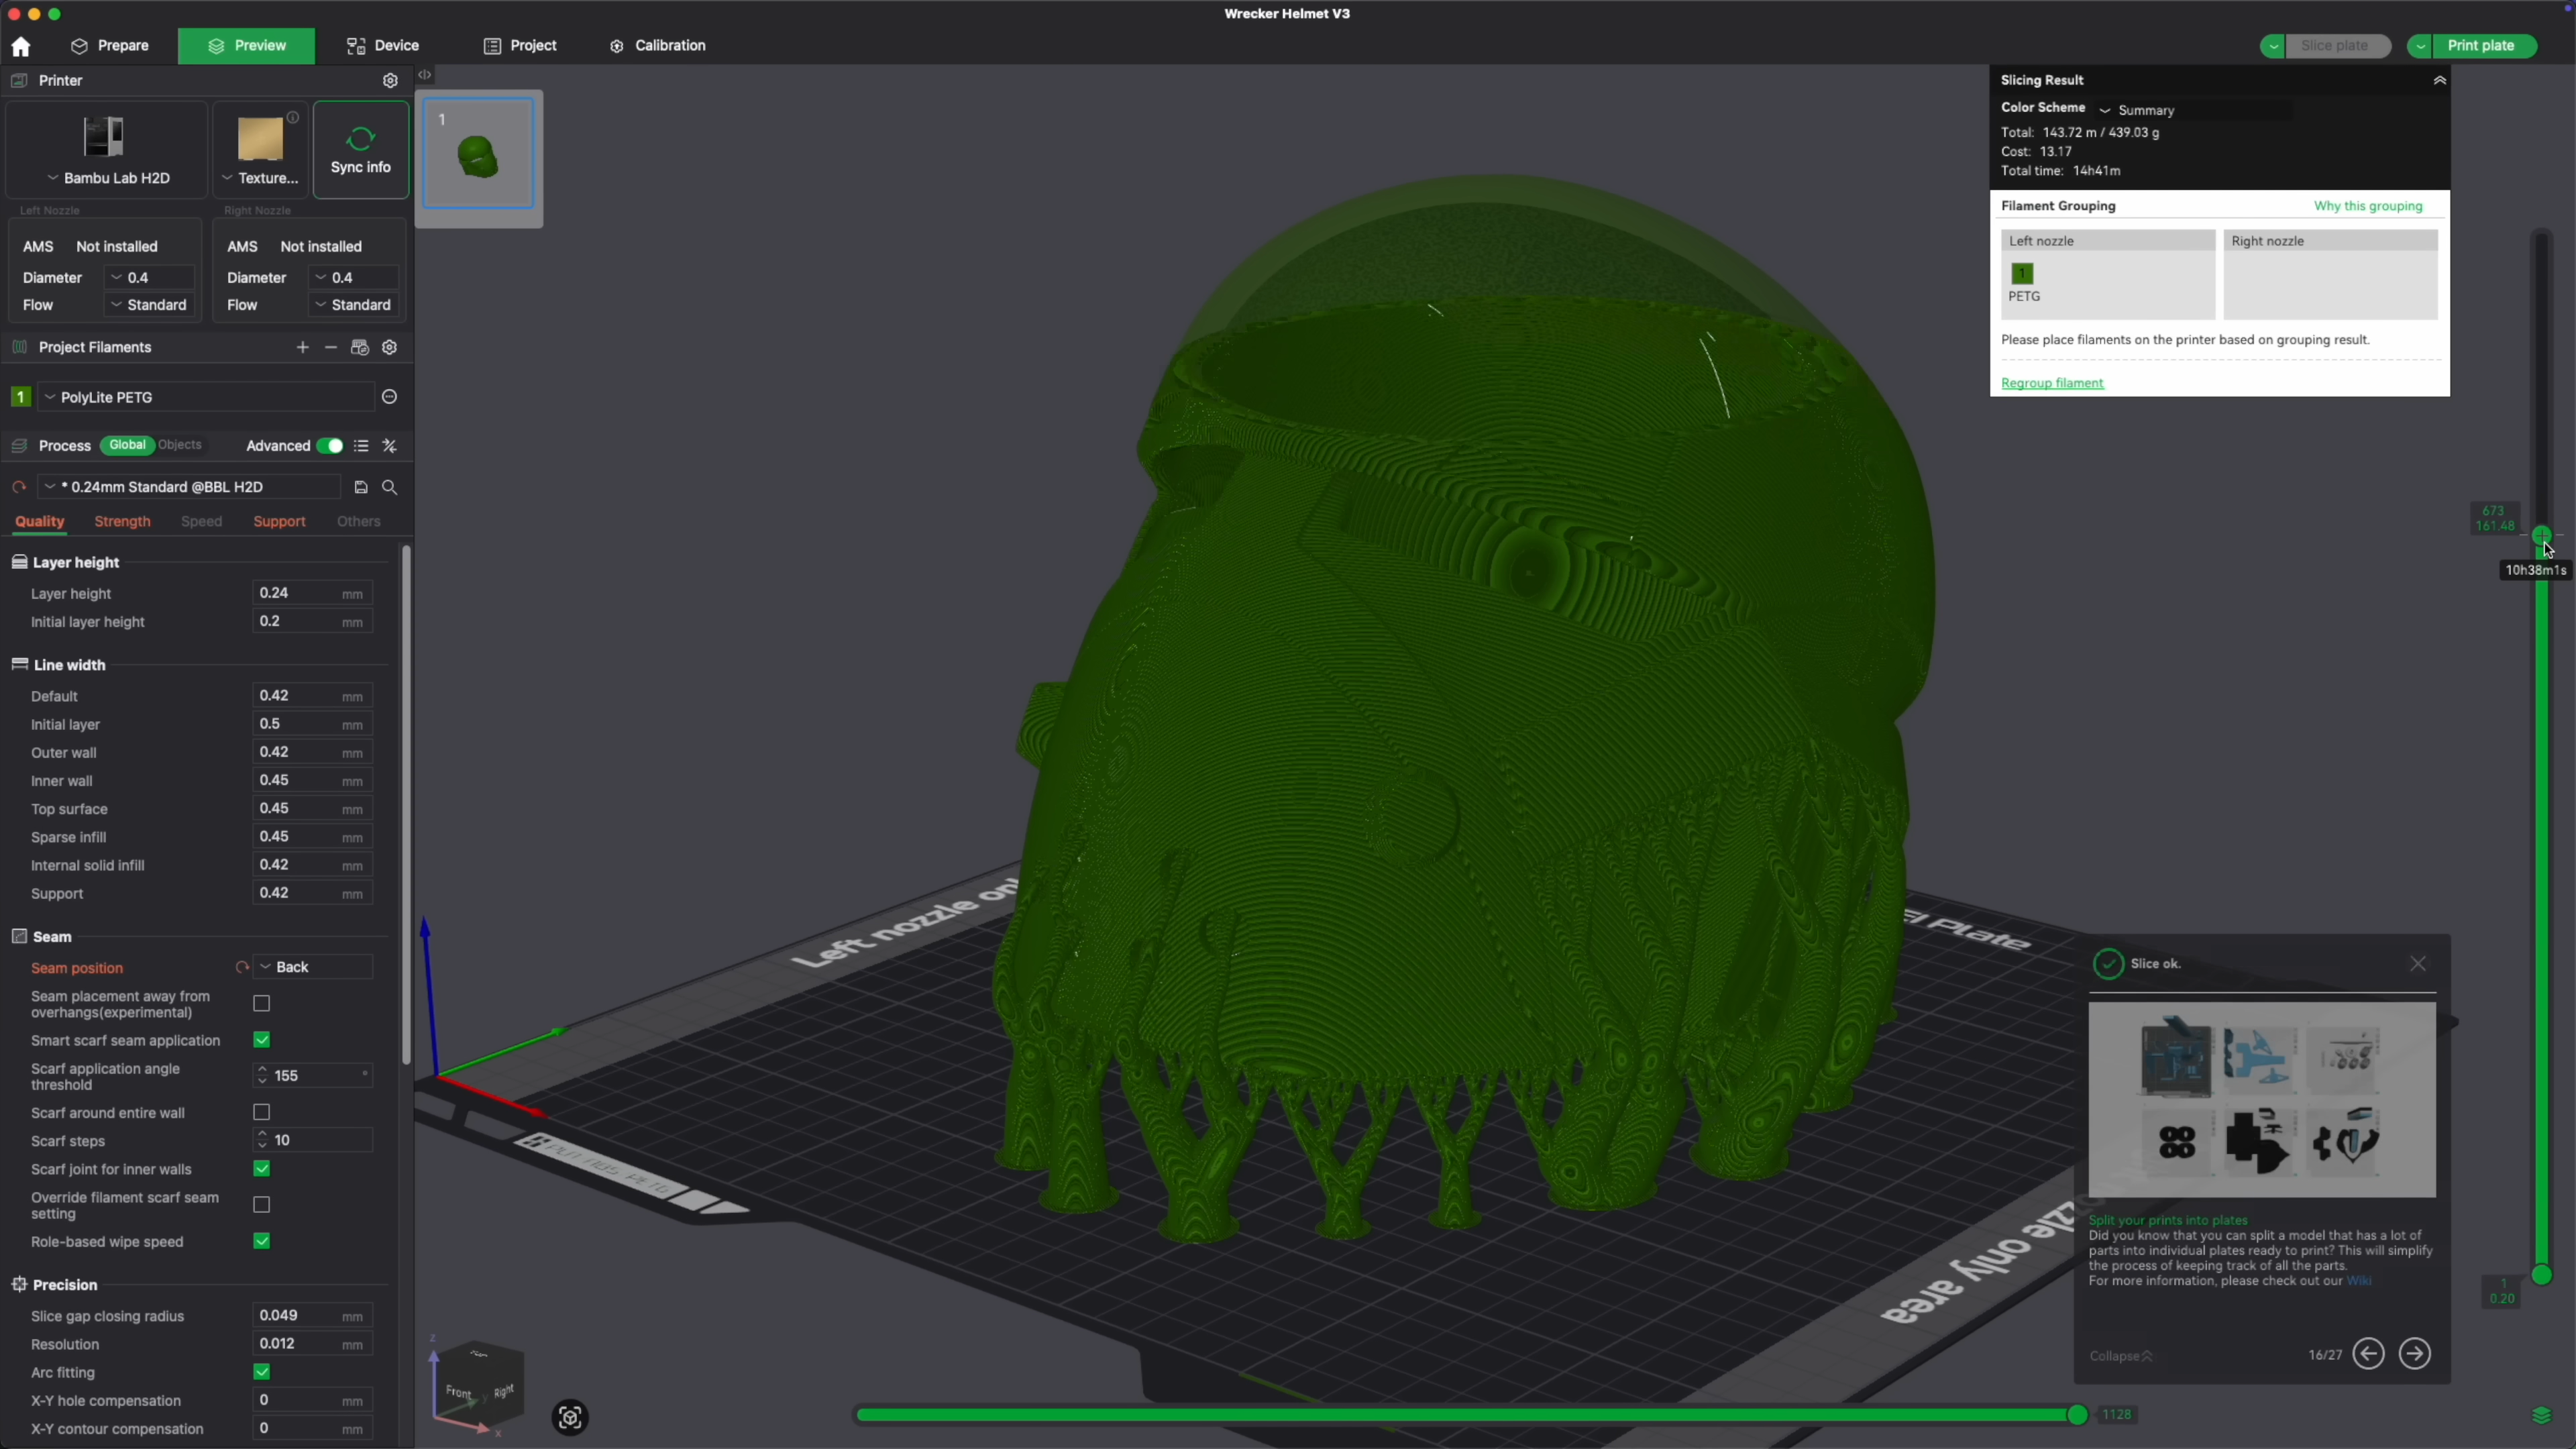 Wrecker Helmet V3
Prepare
Preview
Device
Project
Calibration
Slice plate
Print plate
Printer
Bambu Lab H2D
Texture...
Sync info
Left Nozzle
Right Nozzle
AMS Not installed
AMS Not installed
Diameter 0.4
Diameter 0.4
Flow Standard
Flow Standard
Project Filaments
1 PolyLite PETG
Process Global Objects Advanced
* 0.24mm Standard @BBL H2D
Quality Strength Speed Support Others
Layer height
Layer height 0.24 mm
Initial layer height 0.2 mm
Line width
Default 0.42 mm
Initial layer 0.5 mm
Outer wall 0.42 mm
Inner wall 0.45 mm
Top surface 0.45 mm
Sparse infill 0.45 mm
Internal solid infill 0.42 mm
Support 0.42 mm
Seam
Seam position Back
Seam placement away from
overhangs(experimental)
Smart scarf seam application
Scarf application angle
threshold 155 °
Scarf around entire wall
Scarf steps 10
Scarf joint for inner walls
Override filament scarf seam
setting
Role-based wipe speed
Precision
Slice gap closing radius 0.049 mm
Resolution 0.012 mm
Arc fitting
X-Y hole compensation 0 mm
X-Y contour compensation 0 mm
1
Left nozzle on
Plate
zle only area
Z
Front
Right
X
1128
Slicing Result
Color Scheme Summary
Total: 143.72 m / 439.03 g
Cost: 13.17
Total time: 14h41m
Filament Grouping Why this grouping
Left nozzle
Right nozzle
1
PETG
Please place filaments on the printer based on grouping result.
Regroup filament
673
161.48
10h38m1s
1
0.20
Slice ok.
Split your prints into plates
Did you know that you can split a model that has a lot of
parts into individual plates ready to print? This will simplify
the process of keeping track of all the parts.
For more information, please check out our Wiki
Collapse
16/27